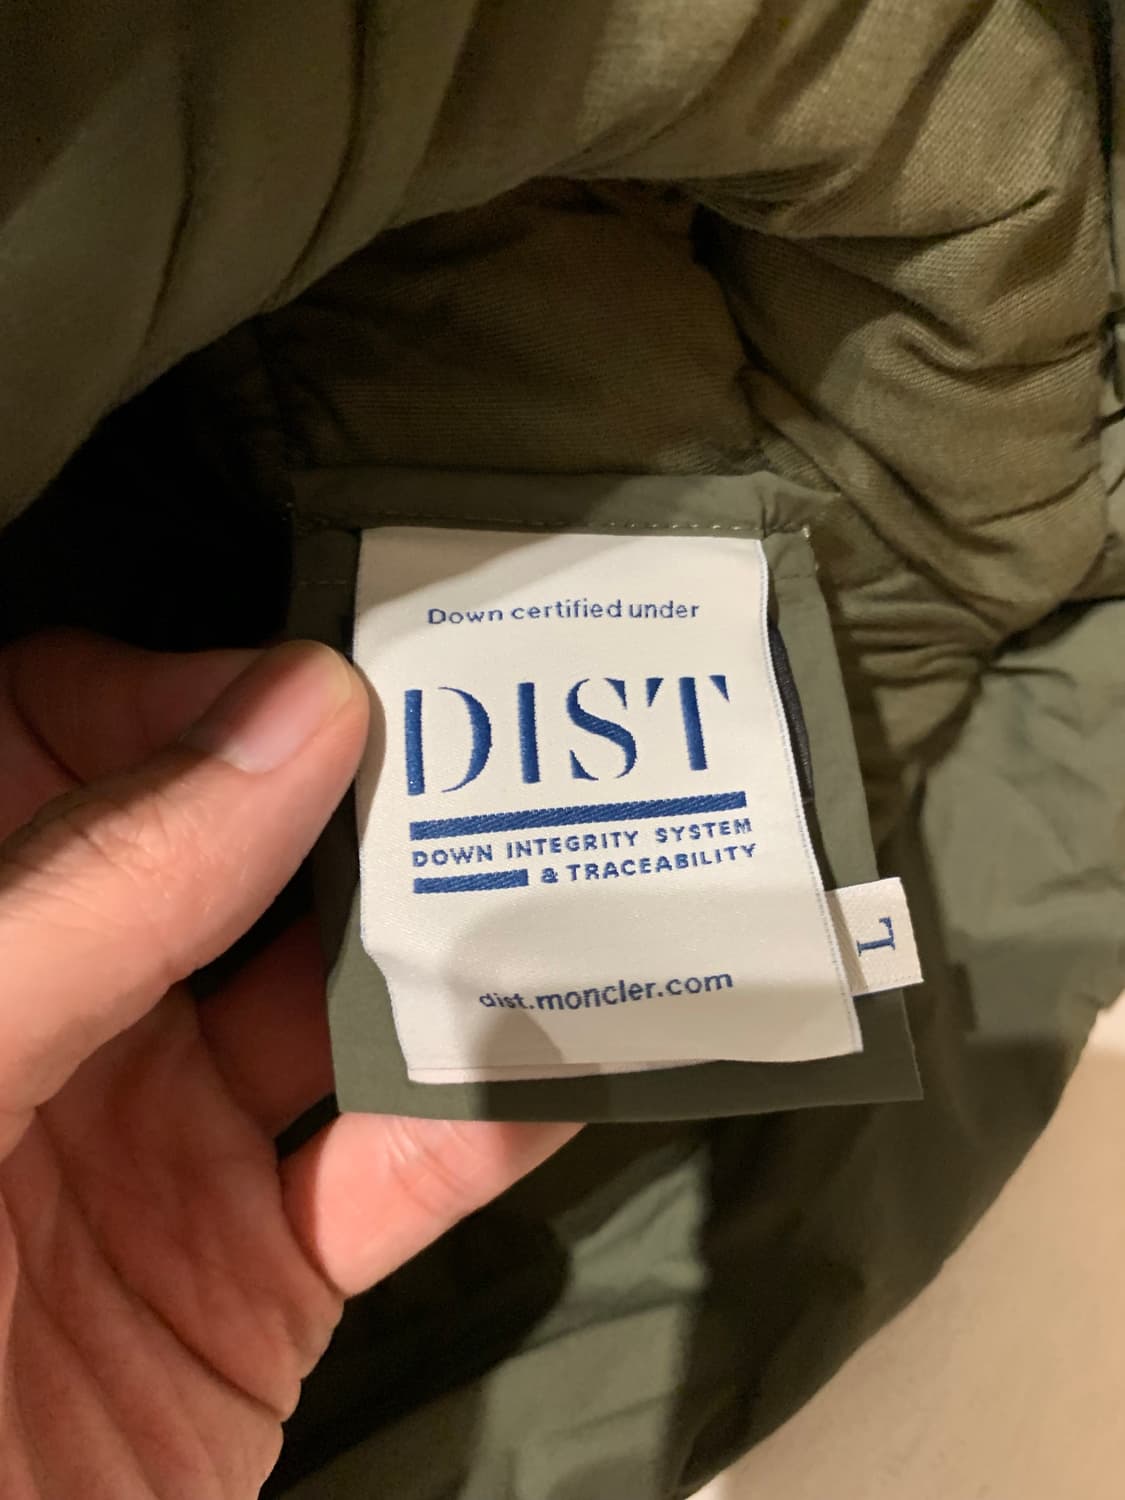 Down certified under
DIST
DOWN INTEGRITY SYSTEM
& TRACEABILITY
L
dist.moncler.com